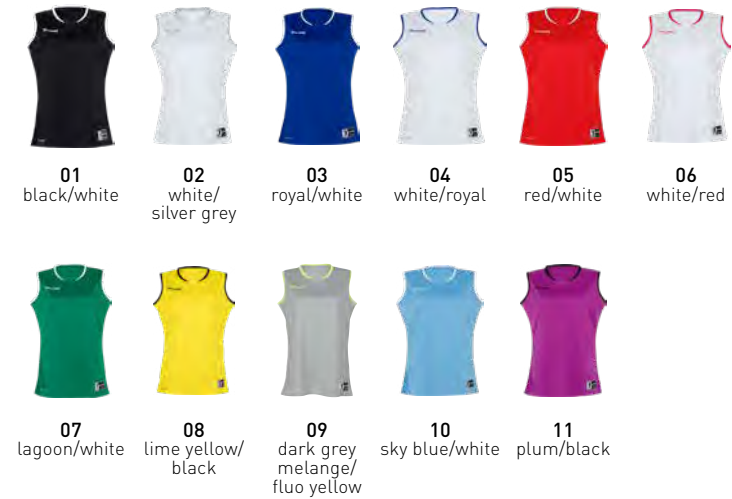 01
black/white
02
white/
silver grey
03
royal/white
04
white/royal
05
red/white
06
white/red
07
lagoon/white
08
lime yellow/
black
09
dark grey
melange/
fluo yellow
10
sky blue/white
11
plum/black